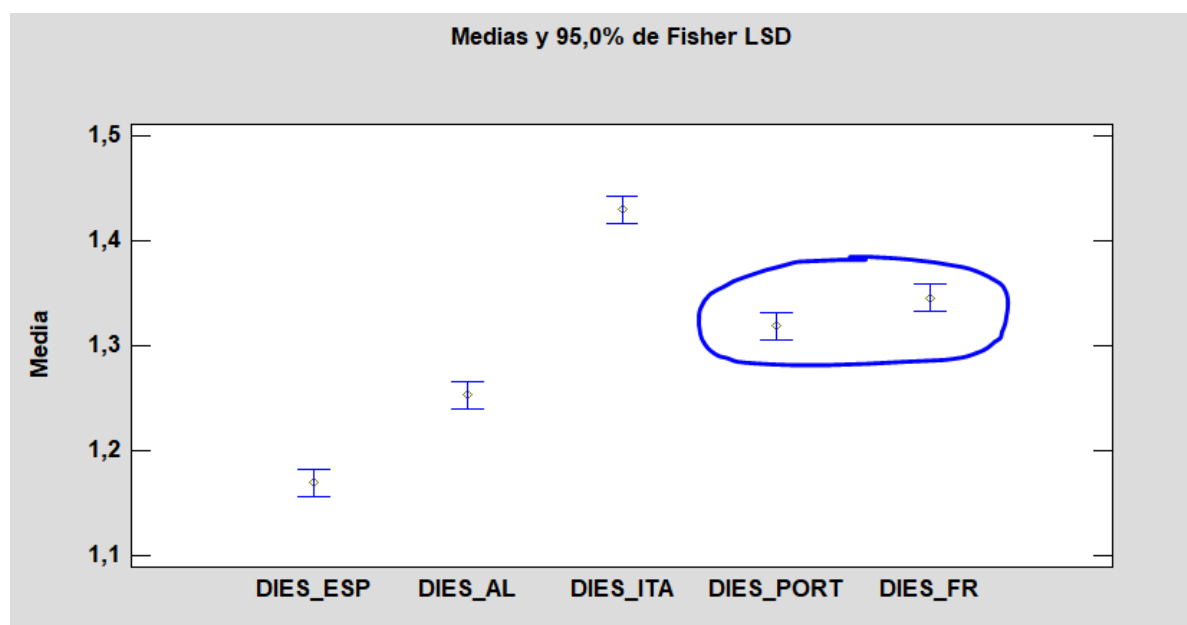 Medias y 95,0% de Fisher LSD
1,5
1,4
1,3
1,2
1,1
Media
DIES_ESP DIES_AL DIES_ITA DIES_PORT DIES_FR